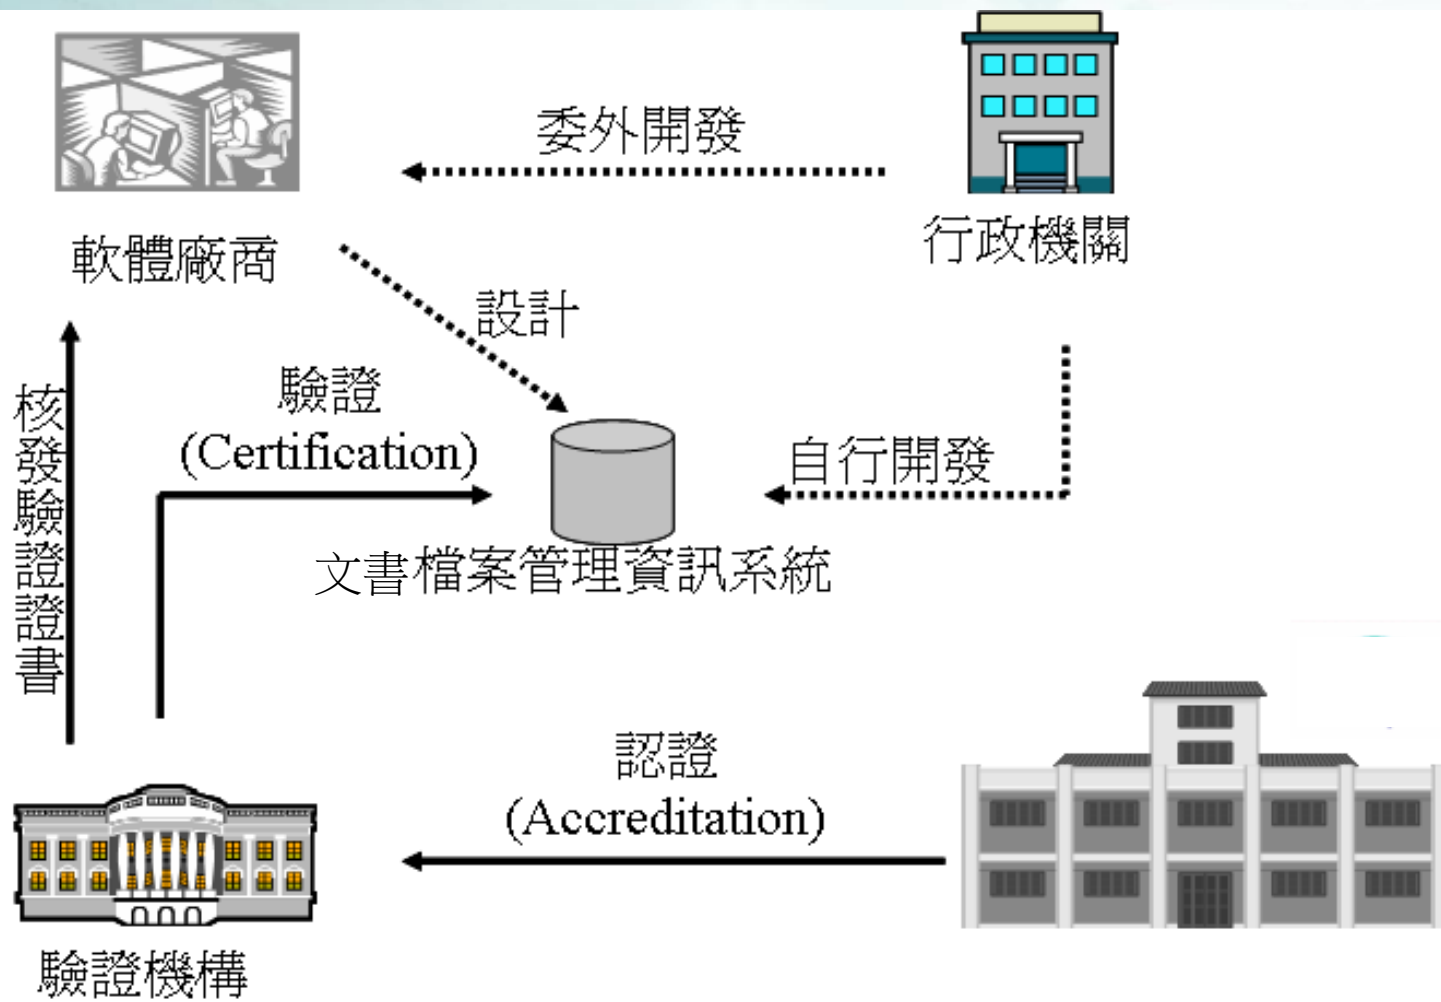 委外開發
行政機關
軟體廠商
設計
驗證
(Certification)
核發驗證證書
自行開發
文書檔案管理資訊系統
認證
(Accreditation)
驗證機構